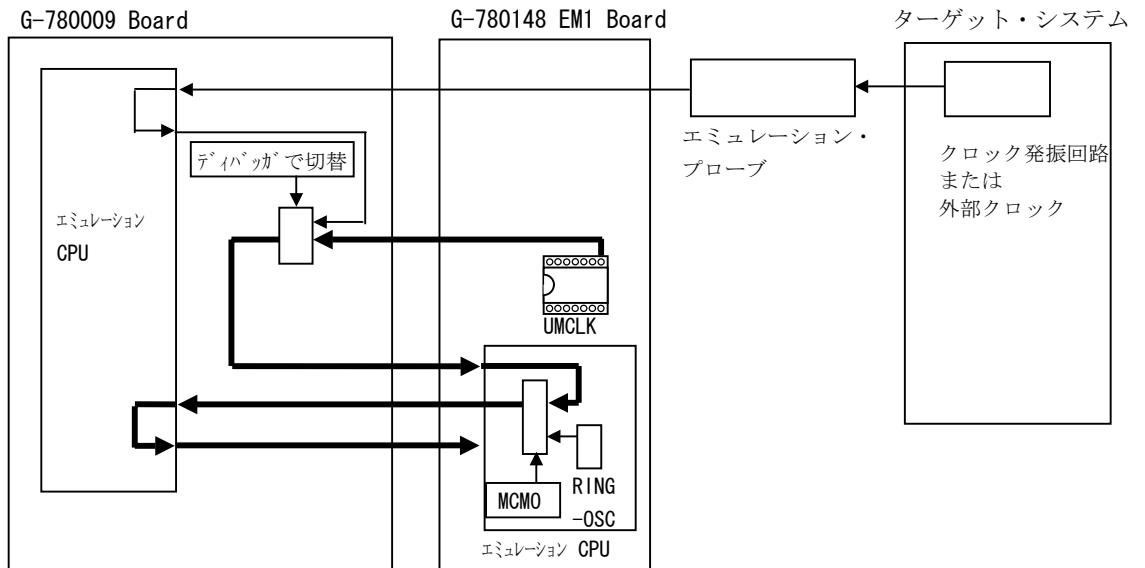 G-780009 Board
G-780148 EM1 Board
ターゲット・システム
エミュレーション・
プローブ
クロック発振回路
または
外部クロック
ﾃﾞｨﾊﾞｯｶﾞで切替
ｴﾐｭﾚｰｼｮﾝ
CPU
UMCLK
MCM0
RING
-OSC
ｴﾐｭﾚｰｼｮﾝ CPU